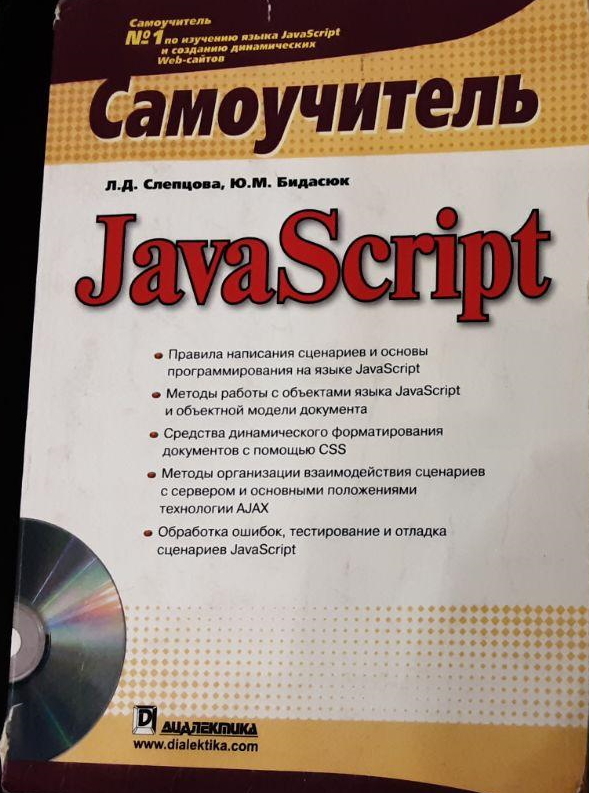 Самоучитель
№1 по изучению языка JavaScript
и созданию динамических
Web-сайтов
Самоучитель
Л.Д. Слепцова, Ю.М. Бидасюк
JavaScript
• Правила написания сценариев и основы
программирования на языке JavaScript
• Методы работы с объектами языка JavaScript
и объектной модели документа
• Средства динамического форматирования
документов с помощью CSS
• Методы организации взаимодействия сценариев
с сервером и основными положениями
технологии AJAX
• Обработка ошибок, тестирование и отладка
сценариев JavaScript
Д ДИАЛЕКТИКА
www.dialektika.com